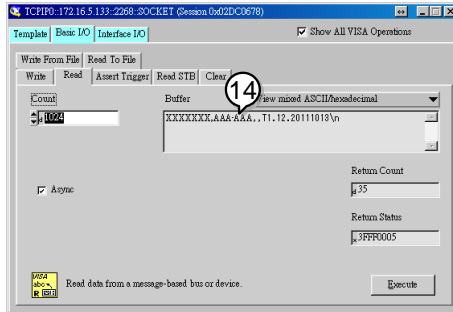 TCPIP0::172.16.5.133::2268::SOCKET (Session 0x02DC0678)
Template Basic I/O Interface I/O
Show All VISA Operations
Write From File Read To File
Write Read Assert Trigger Read STB Clear
14
Count
Buffer
View mixed ASCII/hexadecimal
d 1024
XXXXXXX,AAA-AAA,,T1.12.20111013\n
Return Count
d 35
Async
Return Status
x 3FFF0005
VISA
abc
R
Read data from a message-based bus or device.
Execute